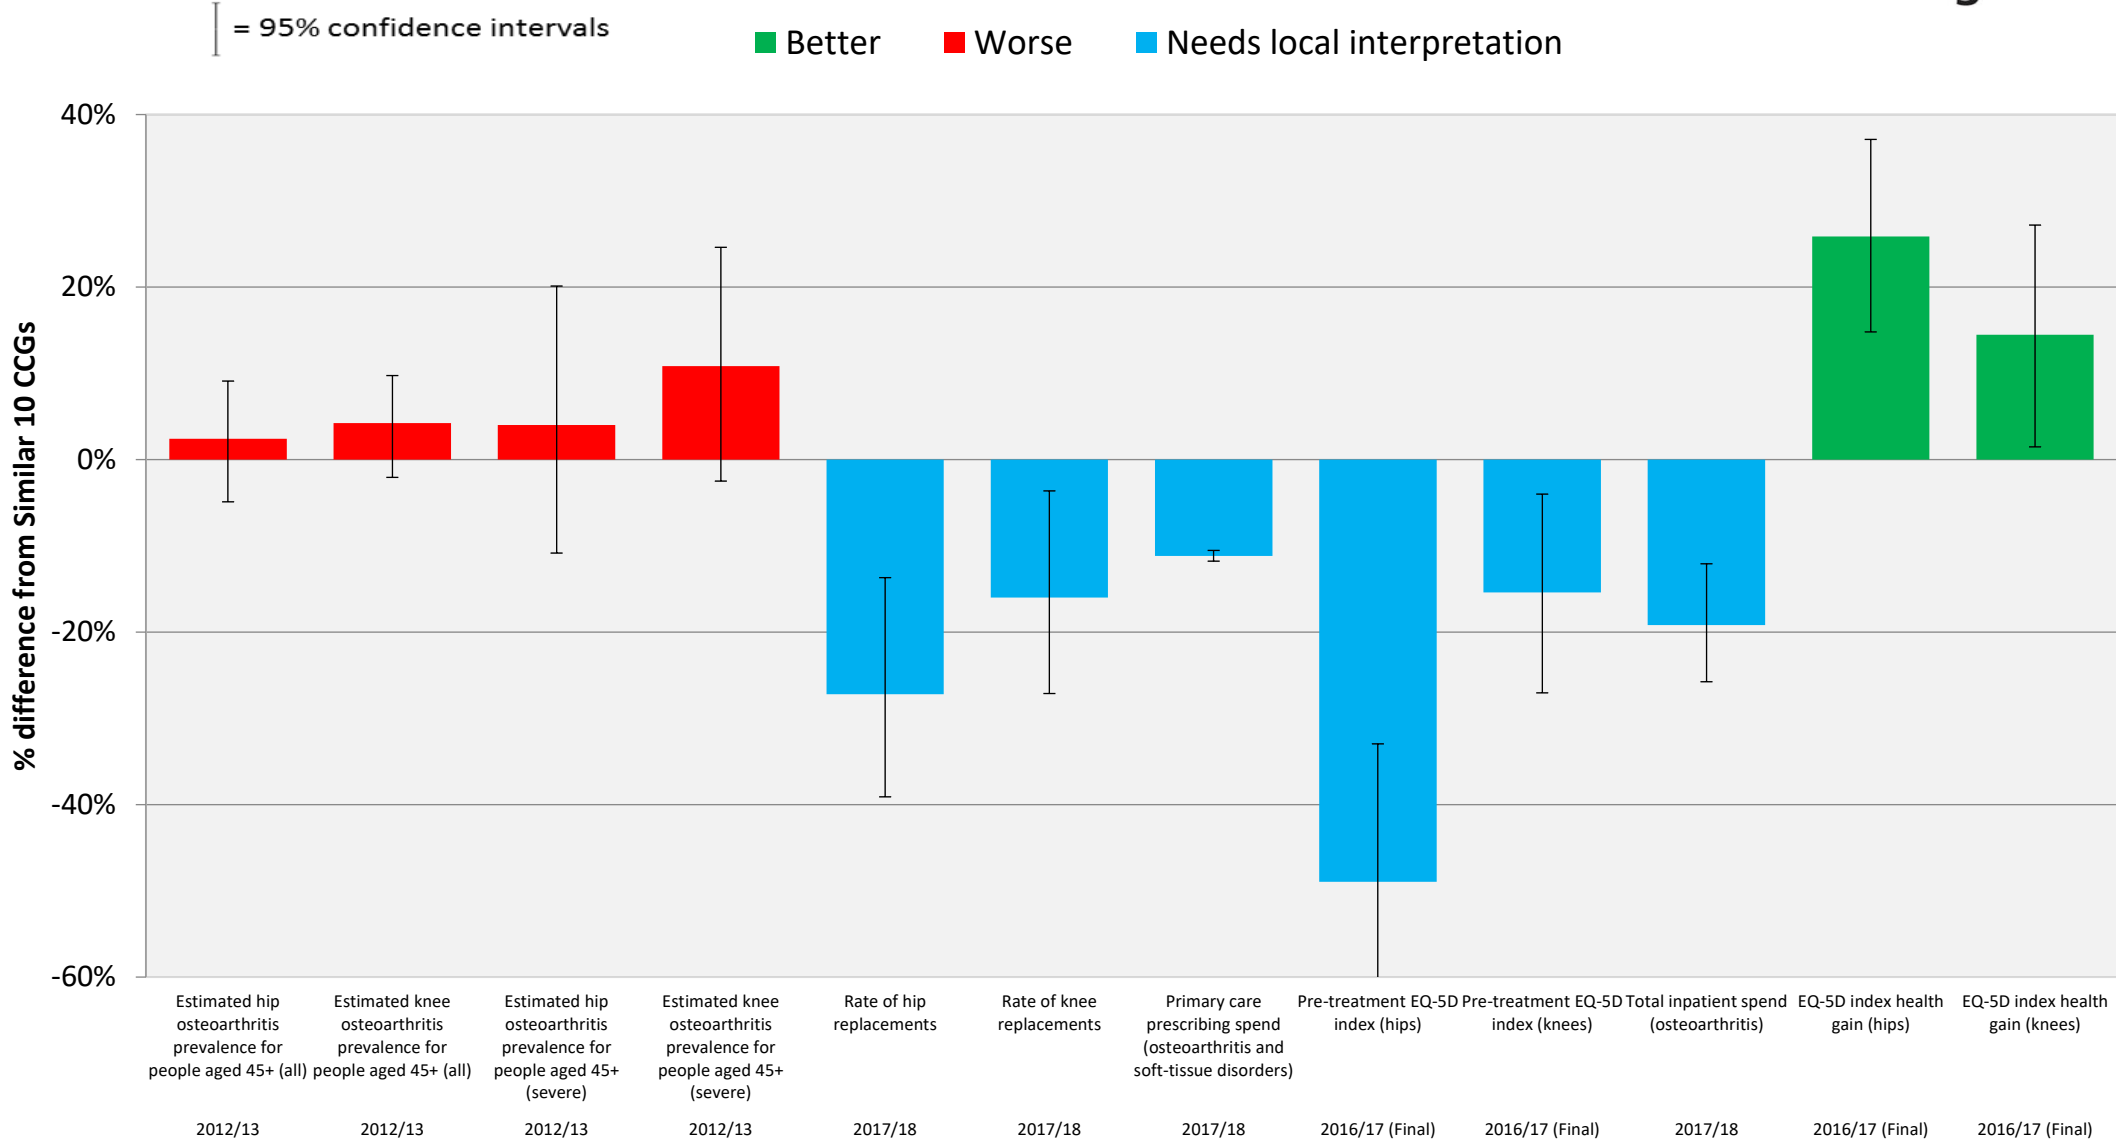 = 95% confidence intervals
Better
Worse
Needs local interpretation
% difference from Similar 10 CCGs
40%
20%
0%
-20%
-40%
-60%
Estimated hip
osteoarthritis
prevalence for
people aged 45+ (all)
2012/13
Estimated knee
osteoarthritis
prevalence for
people aged 45+ (all)
2012/13
Estimated hip
osteoarthritis
prevalence for
people aged 45+
(severe)
2012/13
Estimated knee
osteoarthritis
prevalence for
people aged 45+
(severe)
2012/13
Rate of hip
replacements
2017/18
Rate of knee
replacements
2017/18
Primary care
prescribing spend
(osteoarthritis and
soft-tissue disorders)
2017/18
Pre-treatment EQ-5D
index (hips)
2016/17 (Final)
Pre-treatment EQ-5D
index (knees)
2016/17 (Final)
Total inpatient spend
(osteoarthritis)
2017/18
EQ-5D index health
gain (hips)
2016/17 (Final)
EQ-5D index health
gain (knees)
2016/17 (Final)